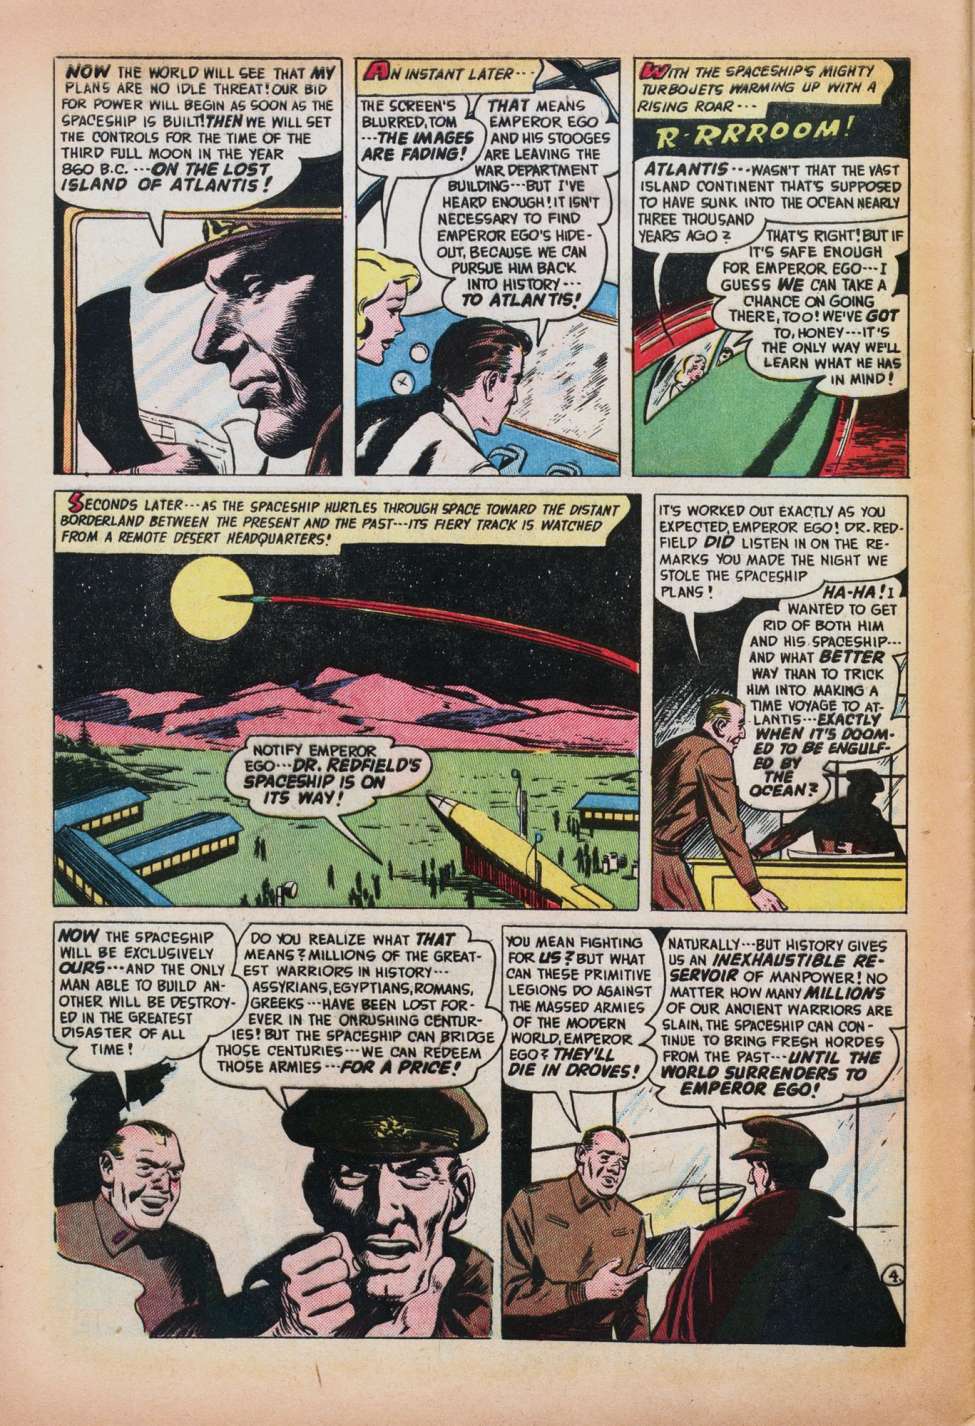 NOW THE WORLD WILL SEE THAT MY
PLANS ARE NO IDLE THREAT! OUR BID
FOR POWER WILL BEGIN AS SOON AS THE
SPACESHIP IS BUILT! THEN WE WILL SET
THE CONTROLS FOR THE TIME OF THE
THIRD FULL MOON IN THE YEAR
860 B.C. --- ON THE LOST
ISLAND OF ATLANTIS!
AN INSTANT LATER---
THE SCREEN'S
BLURRED, TOM
---THE IMAGES
ARE FADING!
THAT MEANS
EMPEROR EGO
AND HIS STOOGES
ARE LEAVING THE
WAR DEPARTMENT
BUILDING---BUT I'VE
HEARD ENOUGH! IT ISN'T
NECESSARY TO FIND
EMPEROR EGO'S HIDE-
OUT, BECAUSE WE CAN
PURSUE HIM BACK
INTO HISTORY---
TO ATLANTIS!
WITH THE SPACESHIP'S MIGHTY
TURBOJETS WARMING UP WITH A
RISING ROAR---
R-RRROOM!
ATLANTIS---WASN'T THAT THE VAST
ISLAND CONTINENT THAT'S SUPPOSED
TO HAVE SUNK INTO THE OCEAN NEARLY
THREE THOUSAND
YEARS AGO?
THAT'S RIGHT! BUT IF
IT'S SAFE ENOUGH
FOR EMPEROR EGO---I
GUESS WE CAN TAKE A
CHANCE ON GOING
THERE, TOO! WE'VE GOT
TO, HONEY---IT'S
THE ONLY WAY WE'LL
LEARN WHAT HE HAS
IN MIND!
SECONDS LATER---AS THE SPACESHIP HURTLES THROUGH SPACE TOWARD THE DISTANT
BORDERLAND BETWEEN THE PRESENT AND THE PAST---ITS FIERY TRACK IS WATCHED
FROM A REMOTE DESERT HEADQUARTERS!
NOTIFY EMPEROR
EGO---DR. REDFIELD'S
SPACESHIP IS ON
ITS WAY!
IT'S WORKED OUT EXACTLY AS YOU
EXPECTED, EMPEROR EGO! DR. RED-
FIELD DID LISTEN IN ON THE RE-
MARKS YOU MADE THE NIGHT WE
STOLE THE SPACESHIP
PLANS!
HA-HA! I
WANTED TO GET
RID OF BOTH HIM
AND HIS SPACESHIP---
AND WHAT BETTER
WAY THAN TO TRICK
HIM INTO MAKING A
TIME VOYAGE TO AT-
LANTIS---EXACTLY
WHEN IT'S DOOM-
ED TO BE ENGULF-
ED BY
THE
OCEAN?
NOW THE SPACESHIP
WILL BE EXCLUSIVELY
OURS---AND THE ONLY
MAN ABLE TO BUILD AN-
OTHER WILL BE DESTROY-
ED IN THE GREATEST
DISASTER OF ALL
TIME!
DO YOU REALIZE WHAT THAT
MEANS? MILLIONS OF THE GREAT-
EST WARRIORS IN HISTORY---
ASSYRIANS, EGYPTIANS, ROMANS,
GREEKS---HAVE BEEN LOST FOR-
EVER IN THE ONRUSHING CENTUR-
IES! BUT THE SPACESHIP CAN BRIDGE
THOSE CENTURIES---WE CAN REDEEM
THOSE ARMIES---FOR A PRICE!
YOU MEAN FIGHTING
FOR US? BUT WHAT
CAN THESE PRIMITIVE
LEGIONS DO AGAINST
THE MASSED ARMIES
OF THE MODERN
WORLD, EMPEROR
EGO? THEY'LL
DIE IN DROVES!
NATURALLY---BUT HISTORY GIVES
US AN INEXHAUSTIBLE RE-
SERVOIR OF MANPOWER! NO
MATTER HOW MANY MILLIONS
OF OUR ANCIENT WARRIORS ARE
SLAIN, THE SPACESHIP CAN CON-
TINUE TO BRING FRESH HORDES
FROM THE PAST---UNTIL THE
WORLD SURRENDERS TO
EMPEROR EGO!
4.